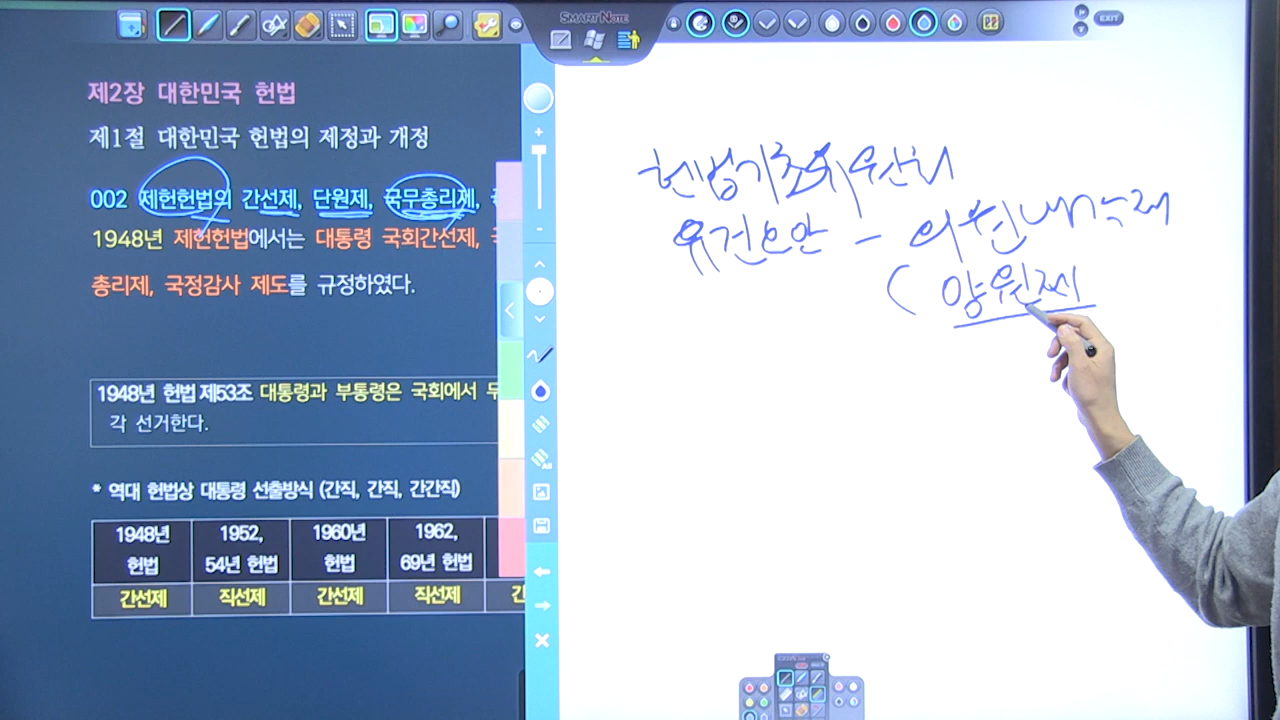 SMART NOTE
EXIT
제2장 대한민국 헌법
제1절 대한민국 헌법의 제정과 개정
002 제헌헌법의 간선제, 단원제, 국무총리제,
1948년 제헌헌법에서는 대통령 국회간선제,
총리제, 국정감사 제도를 규정하였다.
1948년 헌법 제53조 대통령과 부통령은 국회에서 무
각 선거한다.
* 역대 헌법상 대통령 선출방식 (간직, 간직, 간간직)
1948년 헌법 1952, 54년 헌법 1960년 헌법 1962, 69년 헌법
간선제 직선제 간선제 직선제 간
헌법기초위우산하
유진오안 - 의원내각제
( 양원제
All